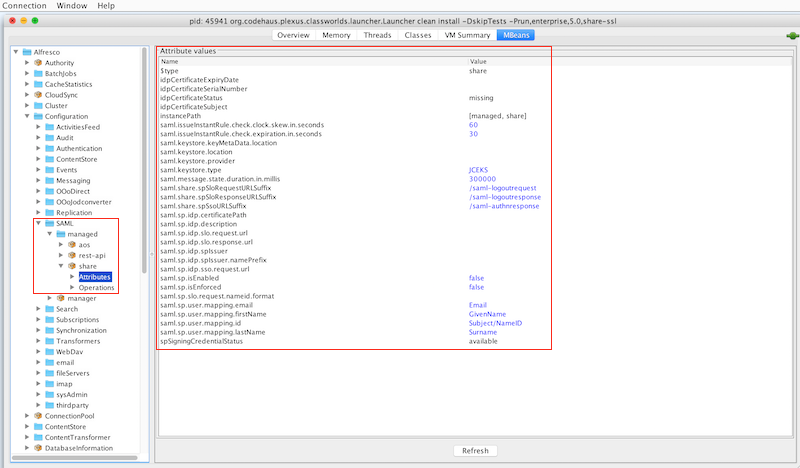 Connection Window Help
pid: 45941 org.codehaus.plexus.classworlds.launcher.Launcher clean install -DskipTests -Prun,enterprise,5.0,share-ssl
Overview Memory Threads Classes VM Summary MBeans
Alfresco
Authority
BatchJobs
CacheStatistics
CloudSync
Cluster
Configuration
ActivitiesFeed
Audit
Authentication
ContentStore
Events
Messaging
OOoDirect
OOoJodconverter
Replication
SAML
managed
aos
rest-api
share
Attributes
Operations
manager
Search
Subscriptions
Synchronization
Transformers
WebDav
email
fileServers
imap
sysAdmin
thirdparty
ConnectionPool
ContentStore
ContentTransformer
DatabaseInformation
Attribute values
Name Value
$type share
idpCertificateExpiryDate
idpCertificateSerialNumber
idpCertificateStatus missing
idpCertificateSubject
instancePath [managed, share]
saml.issueInstantRule.check.clock.skew.in.seconds 60
saml.issueInstantRule.check.expiration.in.seconds 30
saml.keystore.keyMetaData.location
saml.keystore.location
saml.keystore.provider
saml.keystore.type JCEKS
saml.message.state.duration.in.millis 300000
saml.share.spSloRequestURLSuffix /saml-logoutrequest
saml.share.spSloResponseURLSuffix /saml-logoutresponse
saml.share.spSsoURLSuffix /saml-authnresponse
saml.sp.idp.certificatePath
saml.sp.idp.description
saml.sp.idp.slo.request.url
saml.sp.idp.slo.response.url
saml.sp.idp.spIssuer
saml.sp.idp.spIssuer.namePrefix
saml.sp.idp.sso.request.url
saml.sp.isEnabled false
saml.sp.isEnforced false
saml.sp.slo.request.nameid.format
saml.sp.user.mapping.email Email
saml.sp.user.mapping.firstName GivenName
saml.sp.user.mapping.id Subject/NameID
saml.sp.user.mapping.lastName Surname
spSigningCredentialStatus available
Refresh